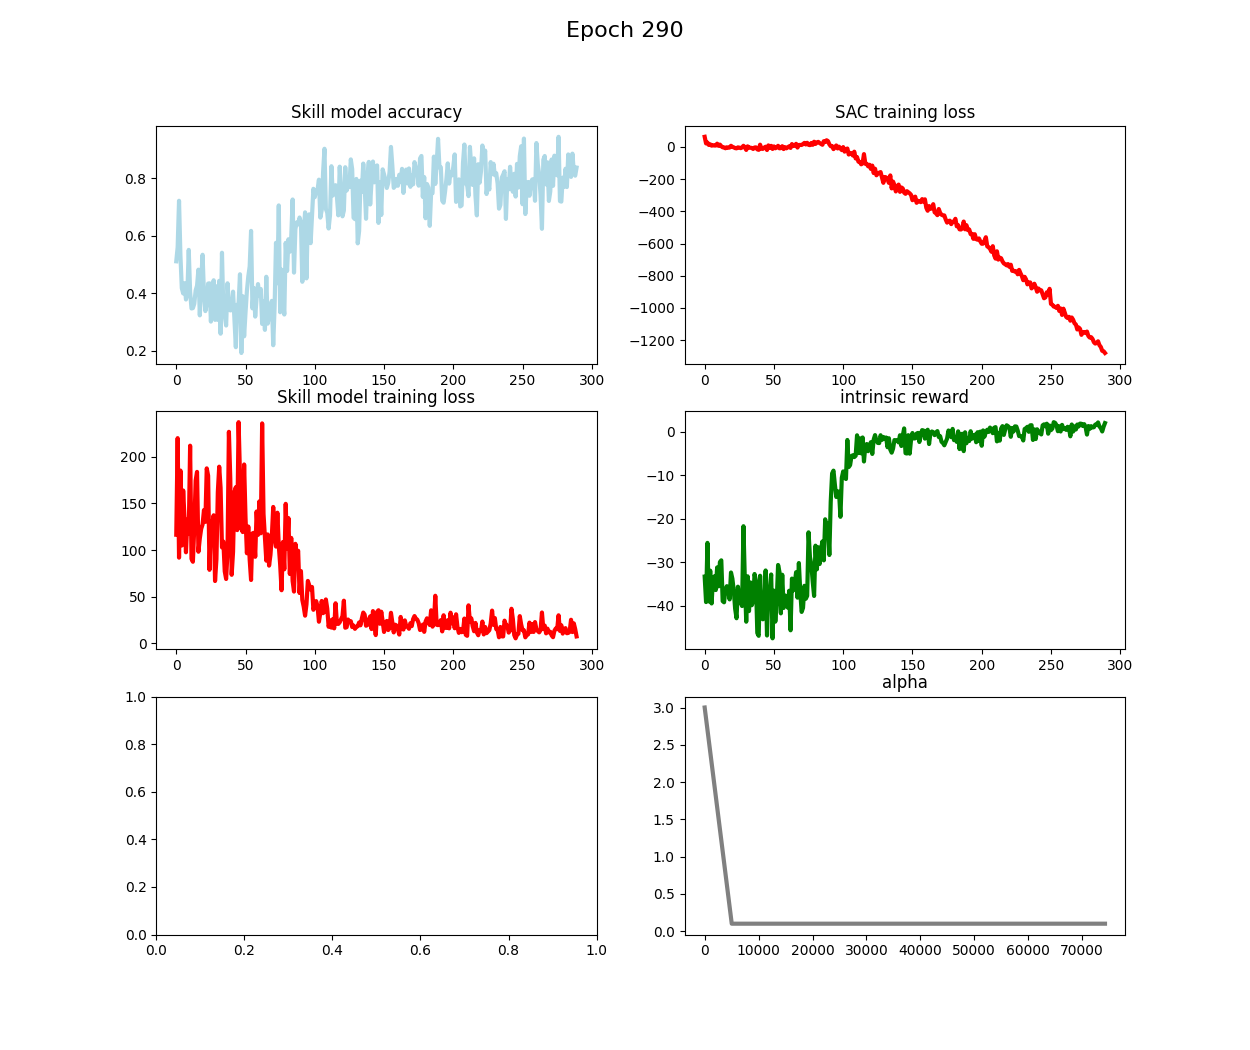 Epoch 290
Skill model accuracy
0.8
0.6
0.4
0.2
0 50 100 150 200 250 300
SAC training loss
0
−200
−400
−600
−800
−1000
−1200
0 50 100 150 200 250 300
Skill model training loss
200
150
100
50
0
0 50 100 150 200 250 300
intrinsic reward
0
−10
−20
−30
−40
0 50 100 150 200 250 300
1.0
0.8
0.6
0.4
0.2
0.0
0.0 0.2 0.4 0.6 0.8 1.0
alpha
3.0
2.5
2.0
1.5
1.0
0.5
0.0
0 10000 20000 30000 40000 50000 60000 70000